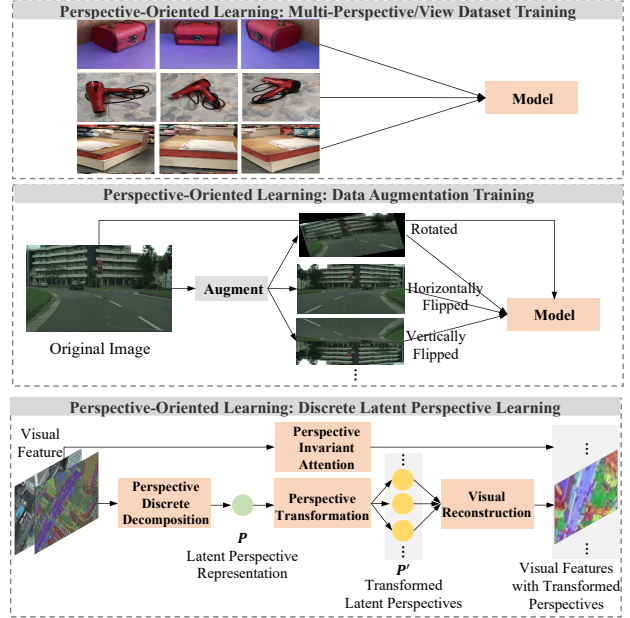 Perspective-Oriented Learning: Multi-Perspective/View Dataset Training
Model
Perspective-Oriented Learning: Data Augmentation Training
Original Image
Augment
Rotated
Horizontally
Flipped
Vertically
Flipped
Model
Perspective-Oriented Learning: Discrete Latent Perspective Learning
Visual
Feature
Perspective
Invariant
Attention
Perspective
Discrete
Decomposition
P
Latent Perspective
Representation
Perspective
Transformation
P′
Transformed
Latent Perspectives
Visual
Reconstruction
Visual Features
with Transformed
Perspectives